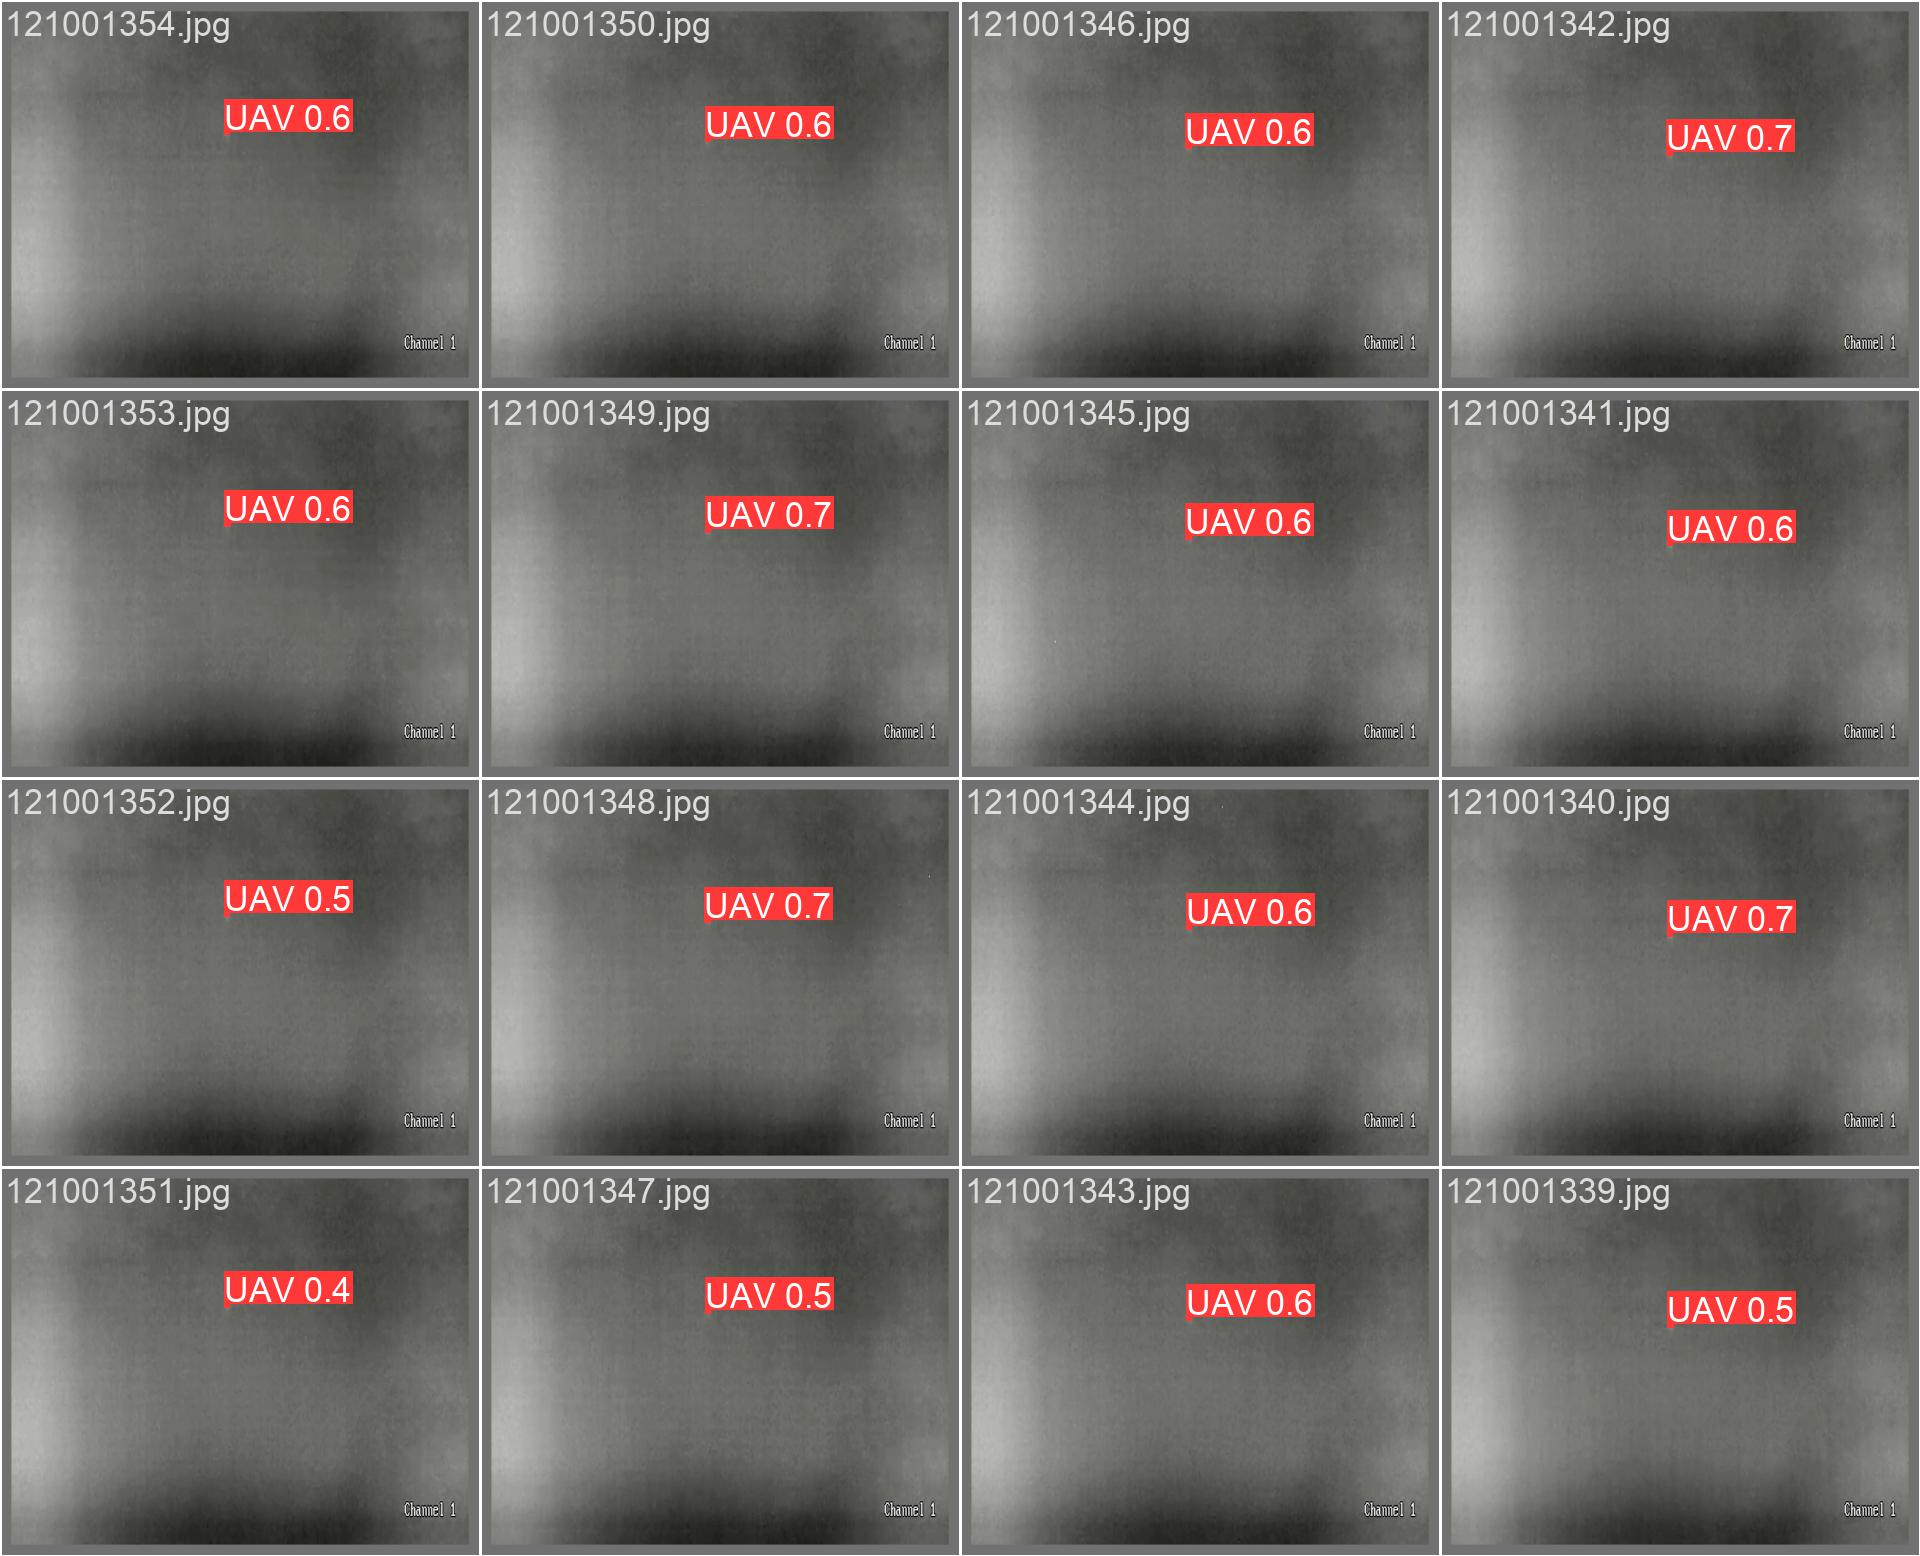 121001354.jpg
UAV 0.6
Channel 1
121001350.jpg
UAV 0.6
Channel 1
121001346.jpg
UAV 0.6
Channel 1
121001342.jpg
UAV 0.7
Channel 1
121001353.jpg
UAV 0.6
Channel 1
121001349.jpg
UAV 0.7
Channel 1
121001345.jpg
UAV 0.6
Channel 1
121001341.jpg
UAV 0.6
Channel 1
121001352.jpg
UAV 0.5
Channel 1
121001348.jpg
UAV 0.7
Channel 1
121001344.jpg
UAV 0.6
Channel 1
121001340.jpg
UAV 0.7
Channel 1
121001351.jpg
UAV 0.4
Channel 1
121001347.jpg
UAV 0.5
Channel 1
121001343.jpg
UAV 0.6
Channel 1
121001339.jpg
UAV 0.5
Channel 1